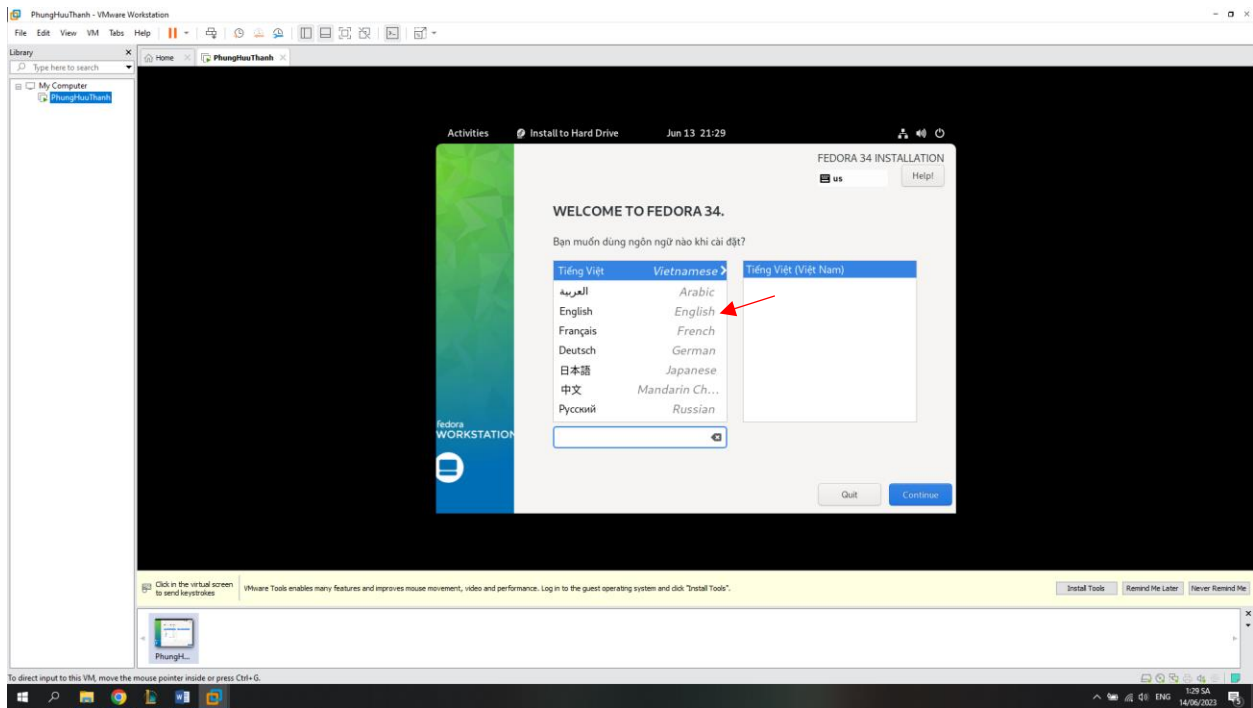 PhungHuuThanh - VMware Workstation
File Edit View VM Tabs Help
Library
Home
PhungHuuThanh
Type here to search
My Computer
PhungHuuThanh
Activities Install to Hard Drive Jun 13 21:29
FEDORA 34 INSTALLATION
us Help!
WELCOME TO FEDORA 34.
Bạn muốn dùng ngôn ngữ nào khi cài đặt?
Tiếng Việt Vietnamese
العربية Arabic
English English
Français French
Deutsch German
日本語 Japanese
中文 Mandarin Ch...
Русский Russian
Tiếng Việt (Việt Nam)
fedora
WORKSTATION
Quit Continue
Click in the virtual screen
to send keystrokes
VMware Tools enables many features and improves mouse movement, video and performance. Log in to the guest operating system and click "Install Tools".
Install Tools Remind Me Later Never Remind Me
PhungH...
To direct input to this VM, move the mouse pointer inside or press Ctrl+G.
ENG
1:29 SA
14/06/2023